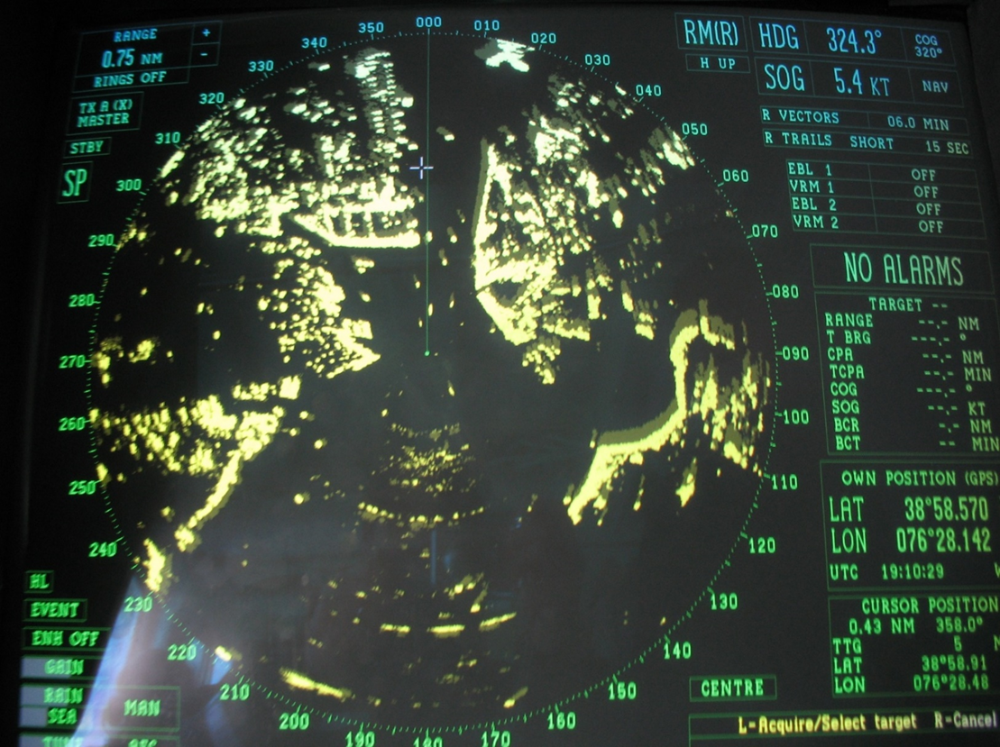 RANGE + -
0.75 NM
RINGS OFF
TX A (X)
MASTER
STBY
SP
000
010
020
030
040
050
060
070
080
090
100
110
120
130
140
150
160
170
180
190
200
210
220
230
240
250
260
270
280
290
300
310
320
330
340
350
RM(R)
H UP
HDG 324.3° COG 320°
SOG 5.4 KT NAV
R VECTORS 06.0 MIN
R TRAILS SHORT 15 SEC
EBL 1 OFF
VRM 1 OFF
EBL 2 OFF
VRM 2 OFF
NO ALARMS
TARGET --
RANGE --.- NM
T BRG ---.- °
CPA --.- NM
TCPA --.- MIN
COG ---.- °
SOG --.- KT
BCR --.- NM
BCT -- MIN
OWN POSITION (GPS)
LAT 38°58.570
LON 076°28.142
UTC 19:10:29
CURSOR POSITION
0.43 NM 358.0°
TTG 5
LAT 38°58.91
LON 076°28.48
HL
EVENT
ENH OFF
GAIN
RAIN
SEA MAN
CENTRE
L-Acquire/Select target R-Cancel